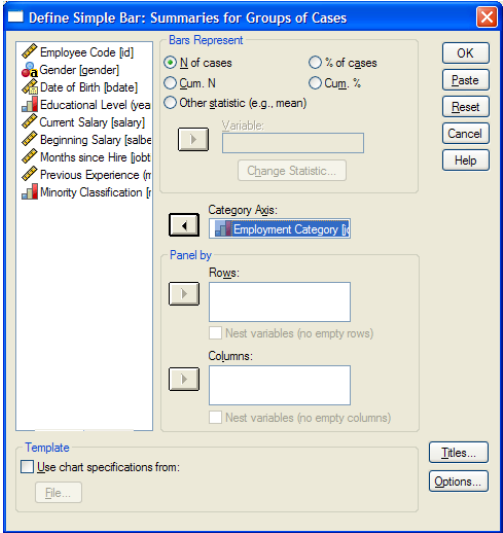 Define Simple Bar: Summaries for Groups of Cases
Employee Code [id]
Gender [gender]
Date of Birth [bdate]
Educational Level (yea
Current Salary [salary]
Beginning Salary [salbe
Months since Hire [jobt
Previous Experience (m
Minority Classification [r
Bars Represent
N of cases
% of cases
Cum. N
Cum. %
Other statistic (e.g., mean)
Variable:
Change Statistic...
OK
Paste
Reset
Cancel
Help
Category Axis:
Employment Category [jo
Panel by
Rows:
Nest variables (no empty rows)
Columns:
Nest variables (no empty columns)
Template
Use chart specifications from:
File...
Titles...
Options...